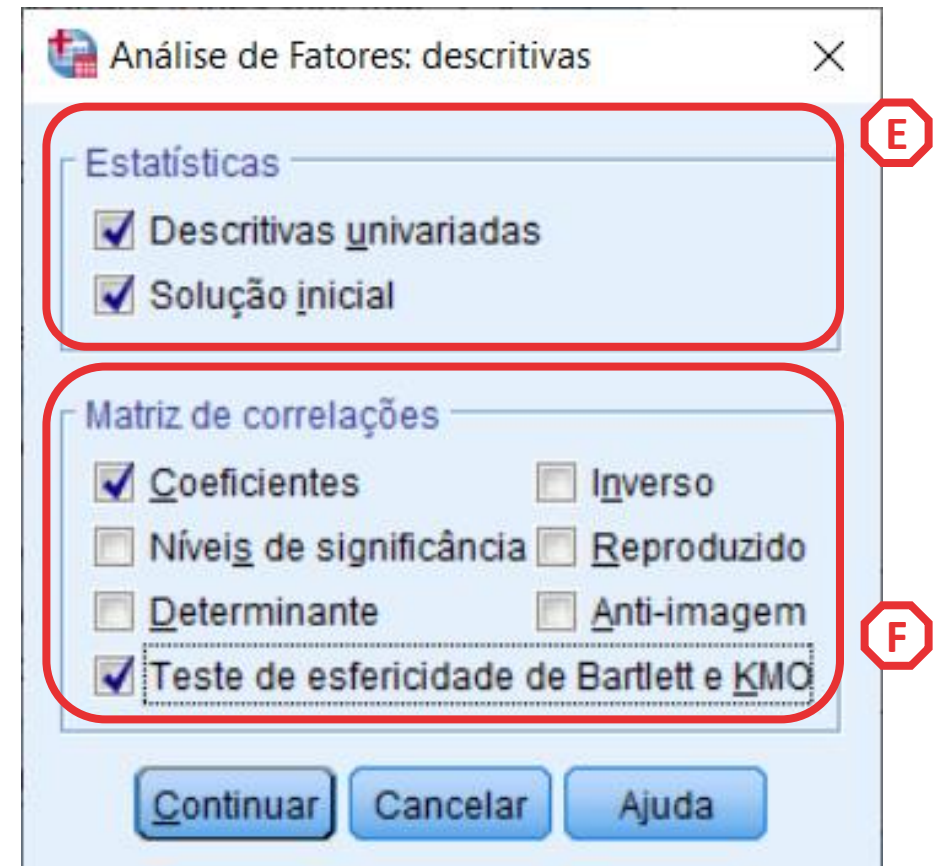 Análise de Fatores: descritivas
E
Estatísticas
Descritivas univariadas
Solução inicial
Matriz de correlações
Coeficientes Inverso
Níveis de significância Reproduzido
Determinante Anti-imagem
F
Teste de esfericidade de Bartlett e KMO
Continuar Cancelar Ajuda